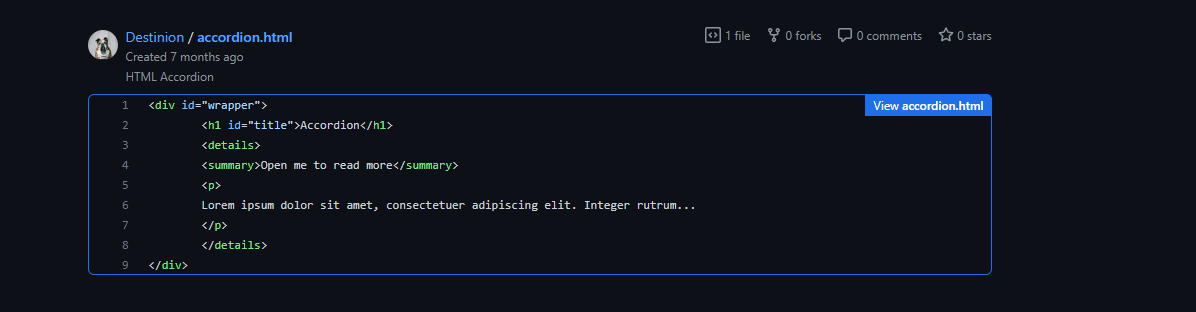 Destinion / accordion.html
1 file 0 forks 0 comments 0 stars
Created 7 months ago
HTML Accordion
View accordion.html
1 <div id="wrapper">
2 <h1 id="title">Accordion</h1>
3 <details>
4 <summary>Open me to read more</summary>
5 <p>
6 Lorem ipsum dolor sit amet, consectetuer adipiscing elit. Integer rutrum...
7 </p>
8 </details>
9 </div>